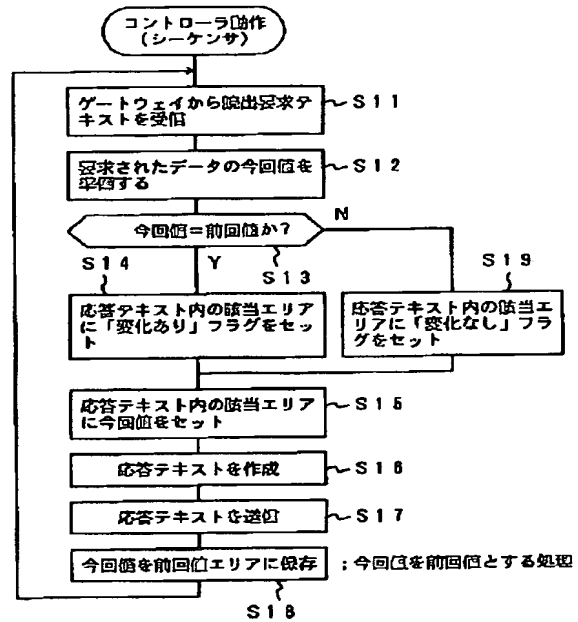 コントローラ動作
(シーケンサ)
ゲートウェイから読出要求テ
キストを受信
S11
要求されたデータの今回値を
準備する
S12
今回値=前回値か?
N
S14
Y
S13
S19
応答テキスト内の該当エリア
に「変化あり」フラグをセッ
ト
応答テキスト内の該当エ
リアに「変化なし」フラ
グをセット
応答テキスト内の該当エリア
に今回値をセット
S15
応答テキストを作成
S16
応答テキストを送信
S17
今回値を前回値エリアに保存
;今回値を前回値とする処理
S18